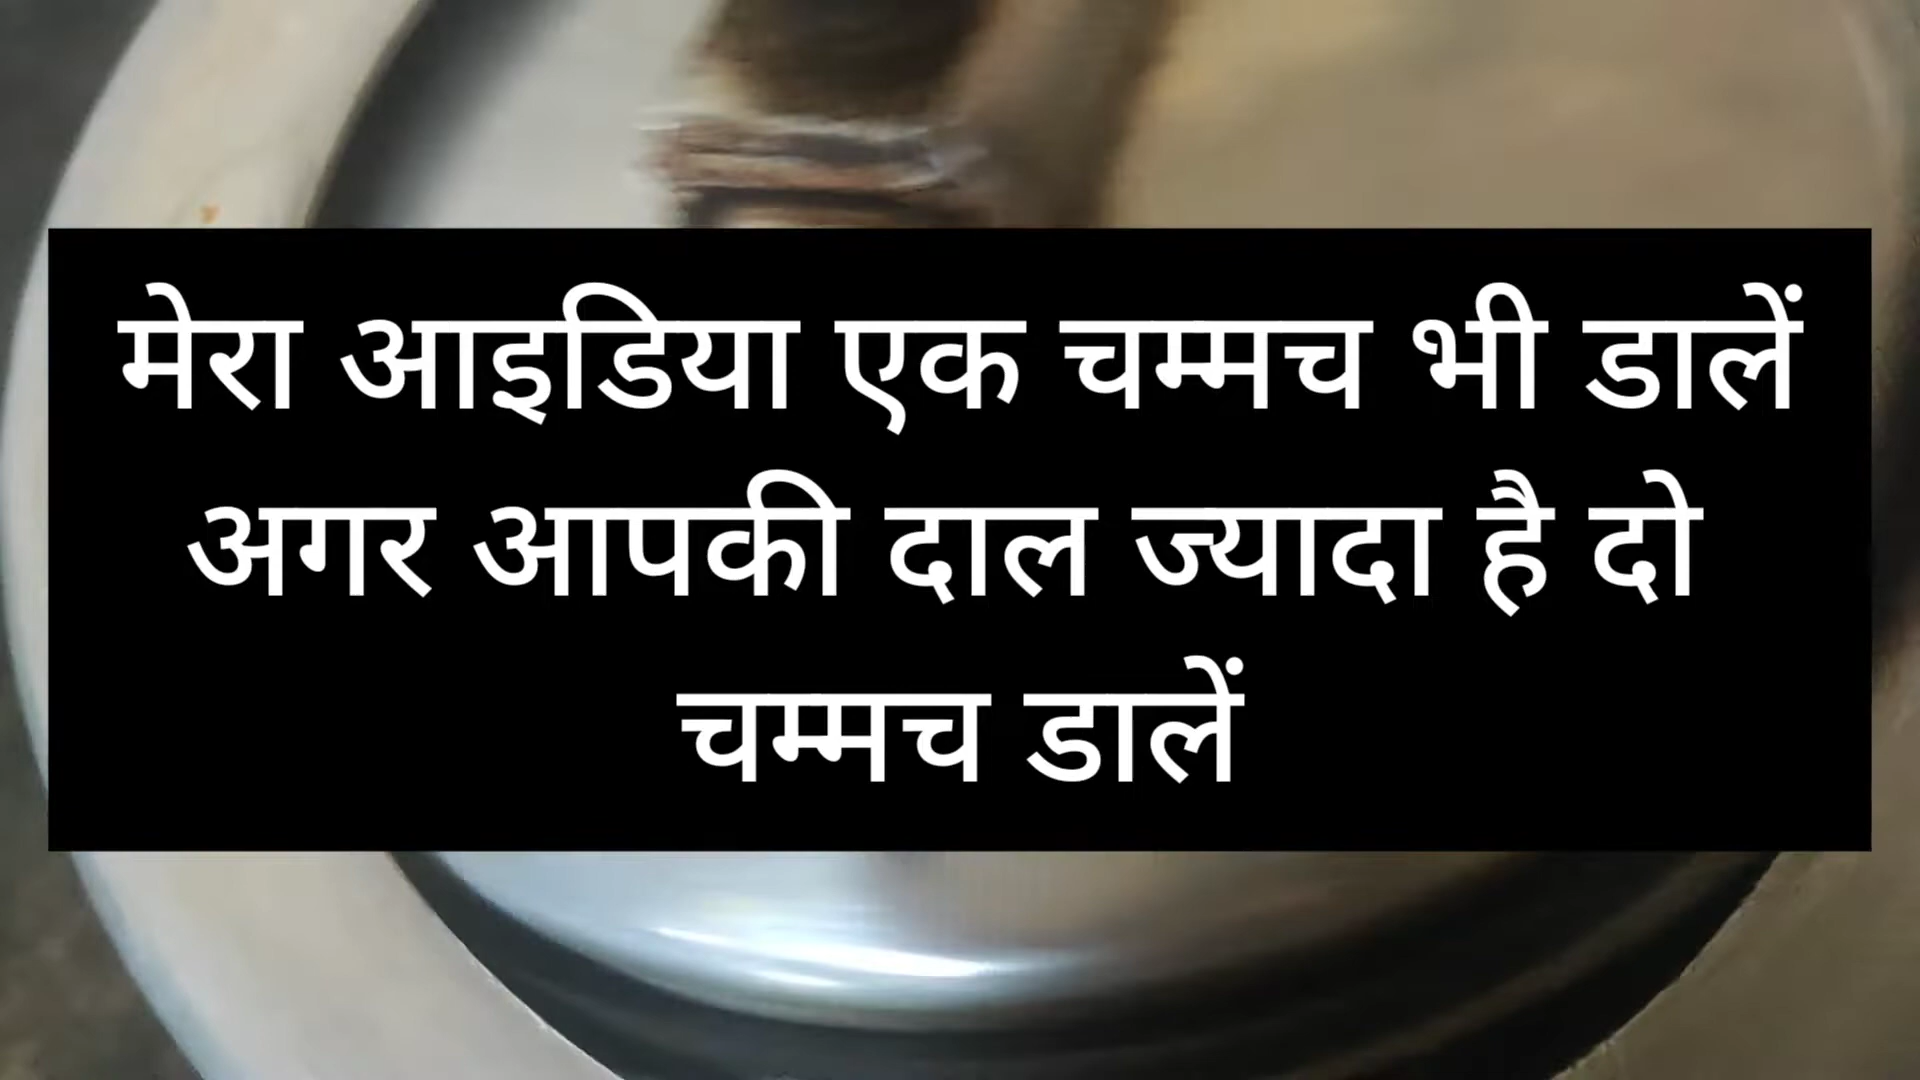 मेरा आइडिया एक चम्मच भी डालें
अगर आपकी दाल ज्यादा है दो
चम्मच डालें